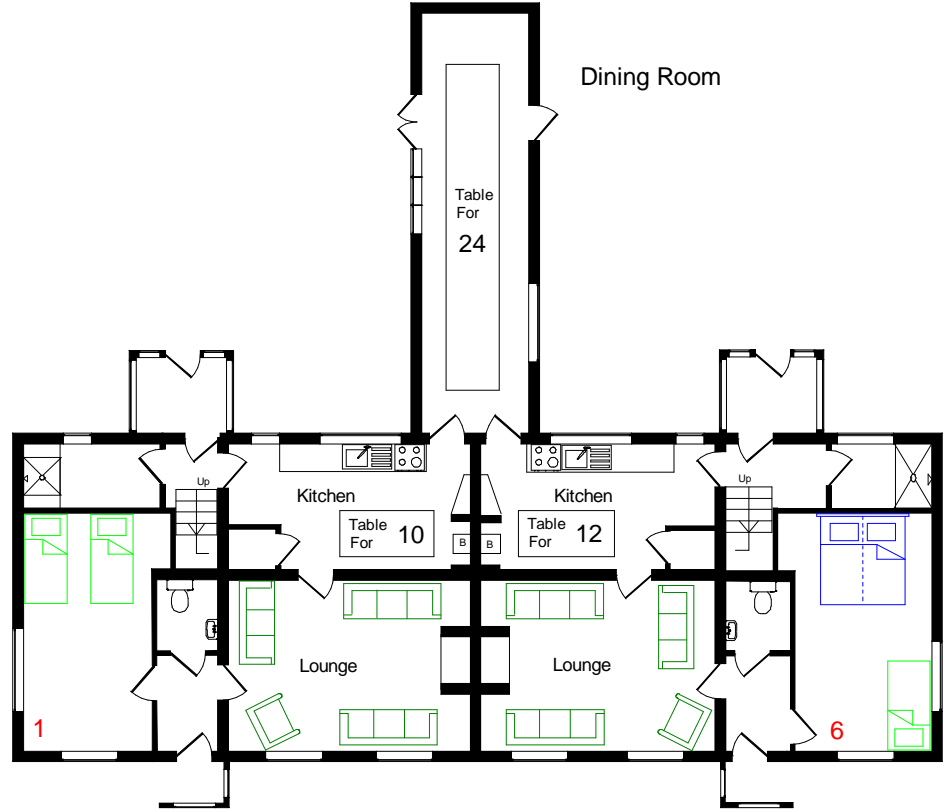 Dining Room
Table
For
24
Up
Up
Kitchen
Kitchen
Table
For 10
Table
For 12
B
B
Lounge
Lounge
1
6